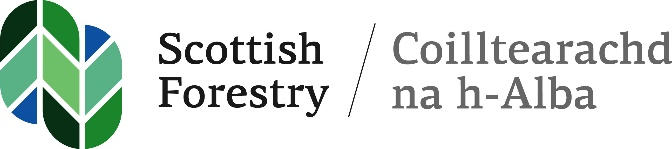 Scottish
Forestry
Coilltearachd
na h-Alba